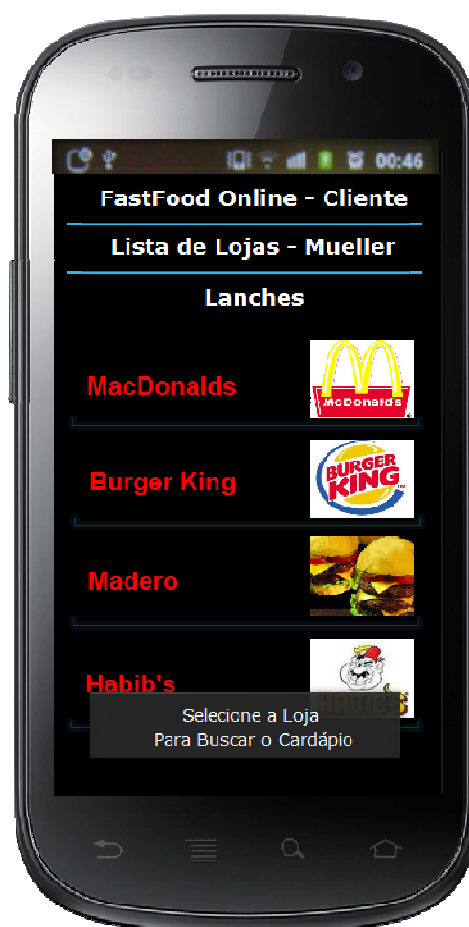 00:46
FastFood Online - Cliente
Lista de Lojas - Mueller
Lanches
MacDonalds
McDonald's
Burger King
BURGER
KING
Madero
Habib's
HABIB'S
Selecione a Loja
Para Buscar o Cardápio